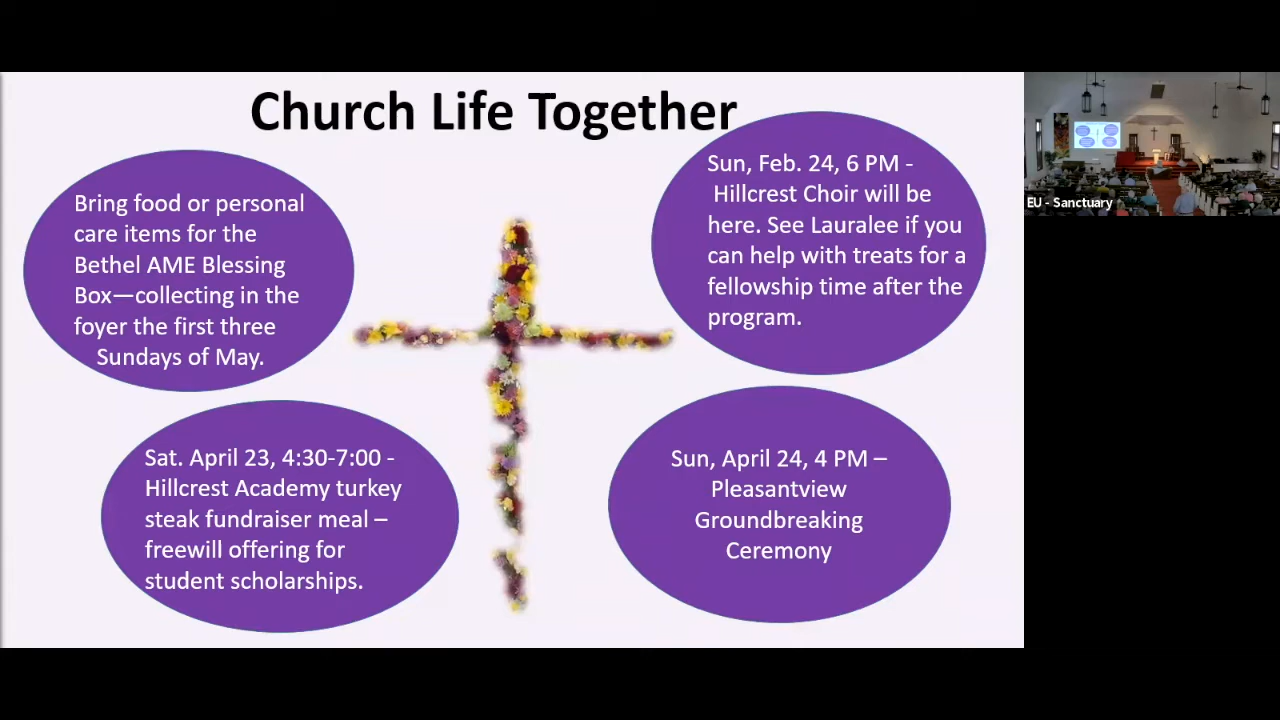 Church Life Together
Bring food or personal
care items for the
Bethel AME Blessing
Box—collecting in the
foyer the first three
Sundays of May.
Sun, Feb. 24, 6 PM -
Hillcrest Choir will be
here. See Lauralee if you
can help with treats for a
fellowship time after the
program.
Sat. April 23, 4:30-7:00 -
Hillcrest Academy turkey
steak fundraiser meal –
freewill offering for
student scholarships.
Sun, April 24, 4 PM –
Pleasantview
Groundbreaking
Ceremony
EU - Sanctuary